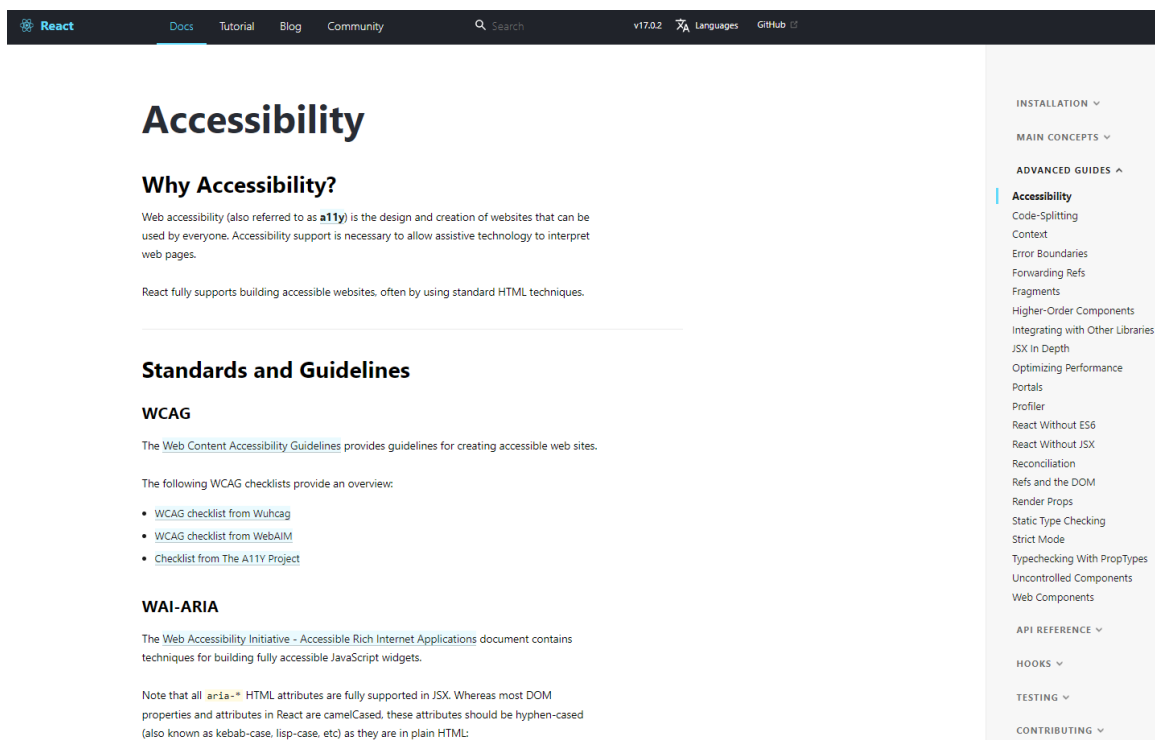 React
Docs
Tutorial
Blog
Community
Search
v17.0.2
Languages
GitHub
Accessibility
Why Accessibility?
Web accessibility (also referred to as a11y) is the design and creation of websites that can be
used by everyone. Accessibility support is necessary to allow assistive technology to interpret
web pages.
React fully supports building accessible websites, often by using standard HTML techniques.
Standards and Guidelines
WCAG
The Web Content Accessibility Guidelines provides guidelines for creating accessible web sites.
The following WCAG checklists provide an overview:
• WCAG checklist from Wuhcag
• WCAG checklist from WebAIM
• Checklist from The A11Y Project
WAI-ARIA
The Web Accessibility Initiative - Accessible Rich Internet Applications document contains
techniques for building fully accessible JavaScript widgets.
Note that all aria-* HTML attributes are fully supported in JSX. Whereas most DOM
properties and attributes in React are camelCased, these attributes should be hyphen-cased
(also known as kebab-case, lisp-case, etc) as they are in plain HTML:
INSTALLATION
MAIN CONCEPTS
ADVANCED GUIDES
Accessibility
Code-Splitting
Context
Error Boundaries
Forwarding Refs
Fragments
Higher-Order Components
Integrating with Other Libraries
JSX In Depth
Optimizing Performance
Portals
Profiler
React Without ES6
React Without JSX
Reconciliation
Refs and the DOM
Render Props
Static Type Checking
Strict Mode
Typechecking With PropTypes
Uncontrolled Components
Web Components
API REFERENCE
HOOKS
TESTING
CONTRIBUTING